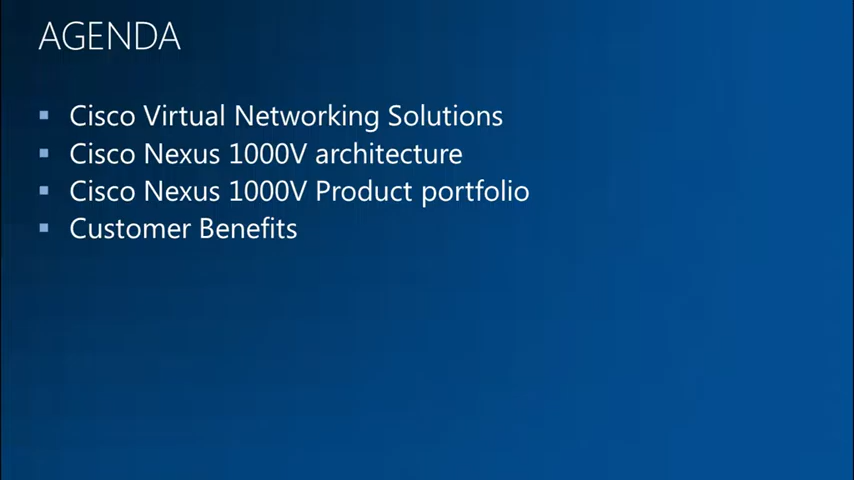 AGENDA
▪ Cisco Virtual Networking Solutions
▪ Cisco Nexus 1000V architecture
▪ Cisco Nexus 1000V Product portfolio
▪ Customer Benefits